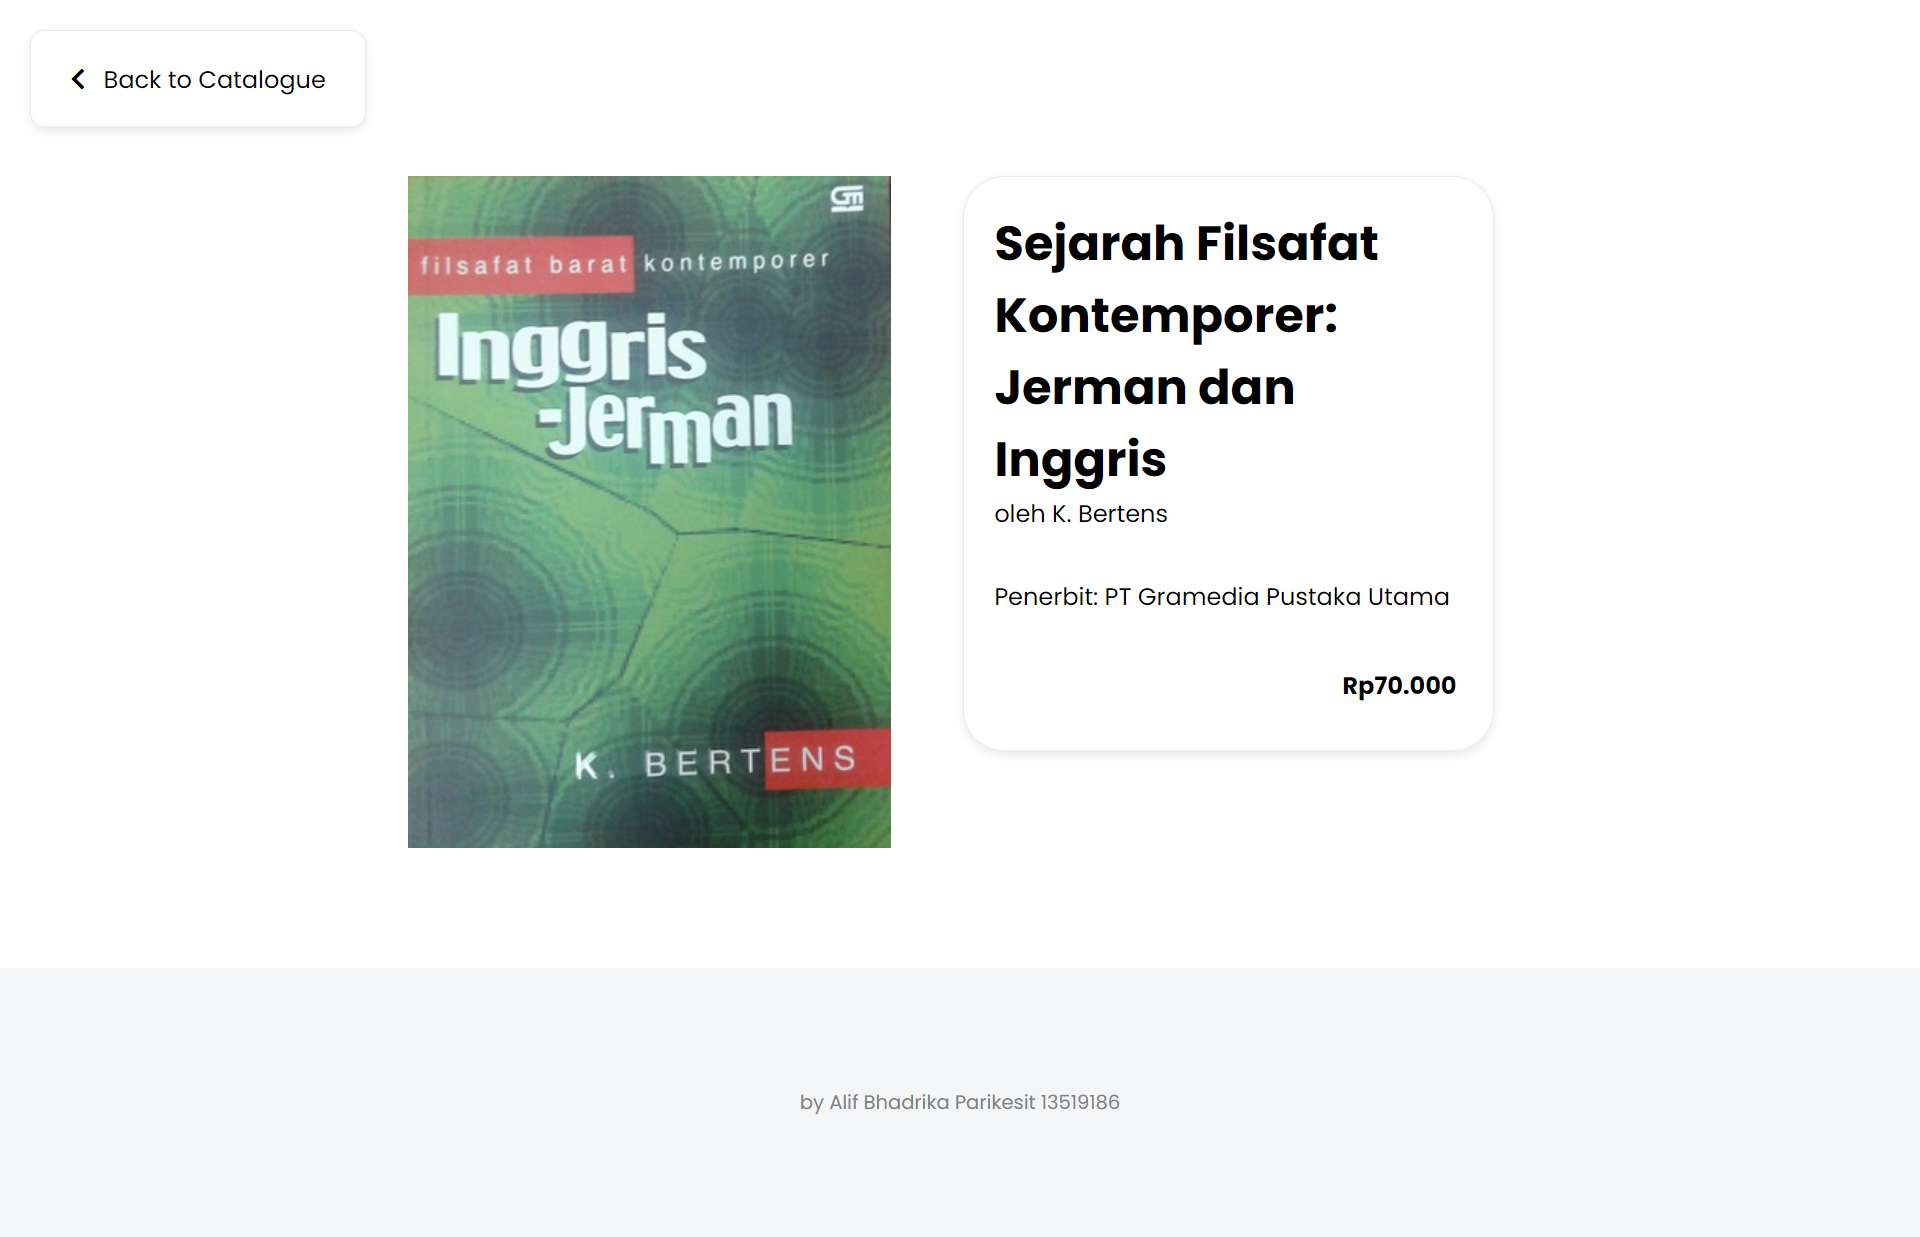 Back to Catalogue
Gm
filsafat barat kontemporer
Inggris
-Jerman
K. BERTENS
Sejarah Filsafat
Kontemporer:
Jerman dan
Inggris
oleh K. Bertens
Penerbit: PT Gramedia Pustaka Utama
Rp70.000
by Alif Bhadrika Parikesit 13519186